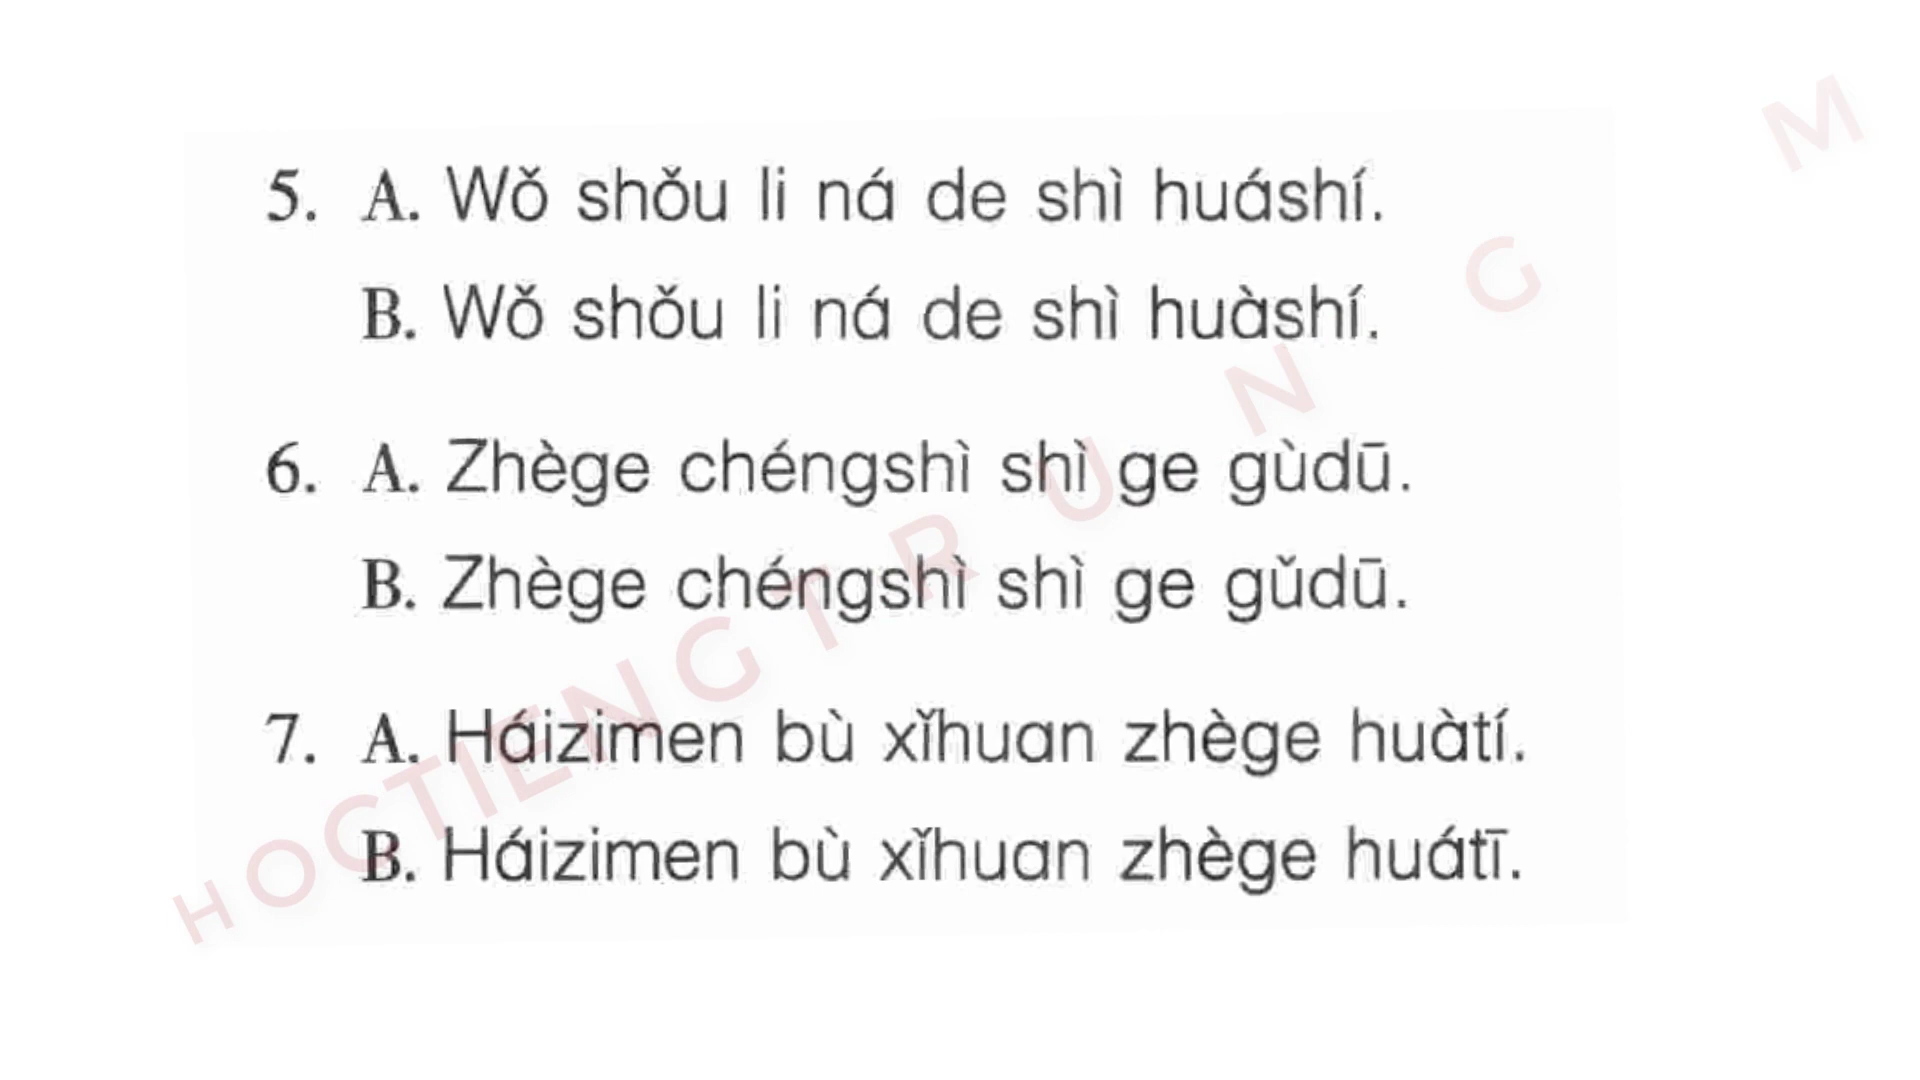 5. A. Wǒ shǒu li ná de shì huáshí.
B. Wǒ shǒu li ná de shì huàshí.
6. A. Zhège chéngshì shì ge gùdū.
B. Zhège chéngshì shì ge gǔdū.
7. A. Háizimen bù xǐhuan zhège huàtí.
B. Háizimen bù xǐhuan zhège huátī.
HOCTIENGTRUNG M